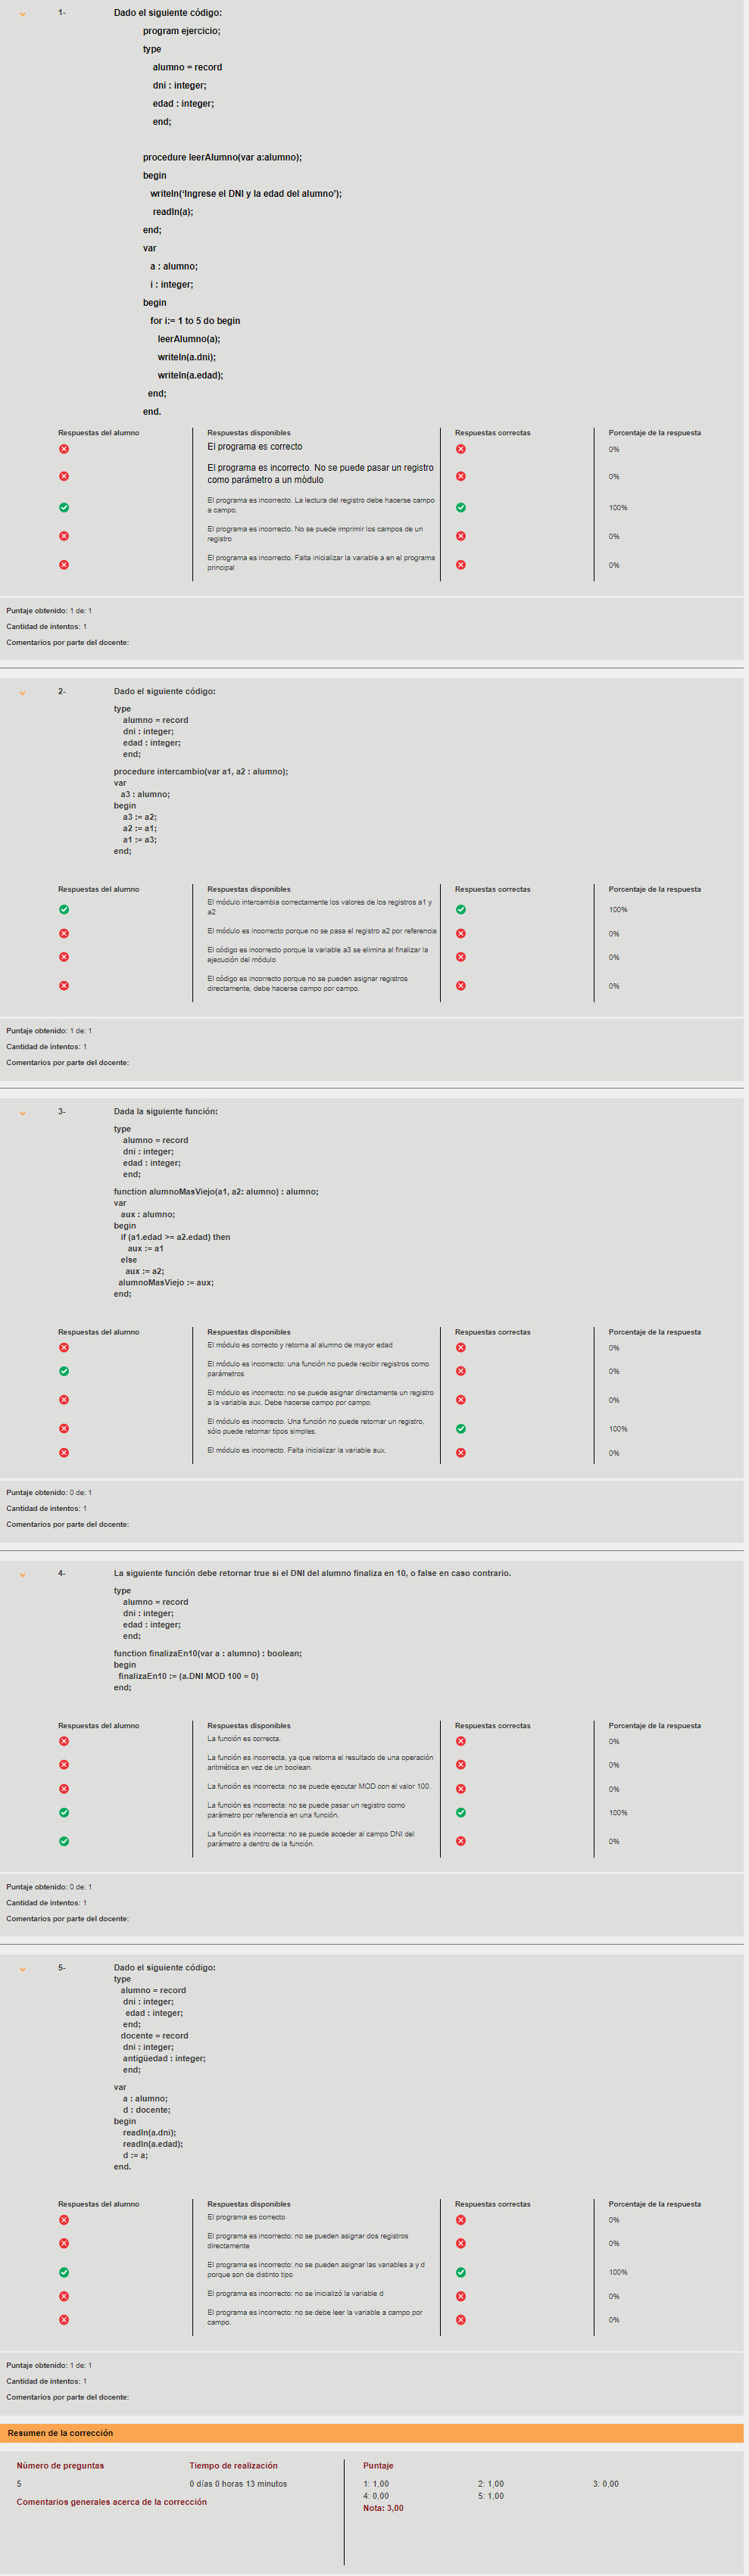 1-
Dado el siguiente código:
program ejercicio;
type
alumno = record
dni : integer;
edad : integer;
end;
procedure leerAlumno(var a:alumno);
begin
writeln('Ingrese el DNI y la edad del alumno');
readln(a);
end;
var
a : alumno;
i : integer;
begin
for i:= 1 to 5 do begin
leerAlumno(a);
writeln(a.dni);
writeln(a.edad);
end;
end.
Respuestas del alumno Respuestas disponibles Respuestas correctas Porcentaje de la respuesta
El programa es correcto 0%
El programa es incorrecto. No se puede pasar un registro
como parámetro a un módulo 0%
El programa es incorrecto. La lectura del registro debe hacerse campo
a campo. 100%
El programa es incorrecto. No se puede imprimir los campos de un
registro 0%
El programa es incorrecto. Falta inicializar la variable a en el programa
principal 0%
Puntaje obtenido: 1 de: 1
Cantidad de intentos: 1
Comentarios por parte del docente:
2-
Dado el siguiente código:
type
alumno = record
dni : integer;
edad : integer;
end;
procedure intercambio(var a1, a2 : alumno);
var
a3 : alumno;
begin
a3 := a2;
a2 := a1;
a1 := a3;
end;
Respuestas del alumno Respuestas disponibles Respuestas correctas Porcentaje de la respuesta
El módulo intercambia correctamente los valores de los registros a1 y
a2 100%
El módulo es incorrecto porque no se pasa el registro a2 por referencia 0%
El código es incorrecto porque la variable a3 se elimina al finalizar la
ejecución del módulo 0%
El código es incorrecto porque no se pueden asignar registros
directamente, debe hacerse campo por campo. 0%
Puntaje obtenido: 1 de: 1
Cantidad de intentos: 1
Comentarios por parte del docente:
3-
Dada la siguiente función:
type
alumno = record
dni : integer;
edad : integer;
end;
function alumnoMasViejo(a1, a2: alumno) : alumno;
var
aux : alumno;
begin
if (a1.edad >= a2.edad) then
aux := a1
else
aux := a2;
alumnoMasViejo := aux;
end;
Respuestas del alumno Respuestas disponibles Respuestas correctas Porcentaje de la respuesta
El módulo es correcto y retorna al alumno de mayor edad 0%
El módulo es incorrecto: una función no puede recibir registros como
parámetros 0%
El módulo es incorrecto: no se puede asignar directamente un registro
a la variable aux. Debe hacerse campo por campo. 0%
El módulo es incorrecto. Una función no puede retornar un registro,
sólo puede retornar tipos simples. 100%
El módulo es incorrecto. Falta inicializar la variable aux. 0%
Puntaje obtenido: 0 de: 1
Cantidad de intentos: 1
Comentarios por parte del docente:
4-
La siguiente función debe retornar true si el DNI del alumno finaliza en 10, o false en caso contrario.
type
alumno = record
dni : integer;
edad : integer;
end;
function finalizaEn10(var a : alumno) : boolean;
begin
finalizaEn10 := (a.DNI MOD 100 = 0)
end;
Respuestas del alumno Respuestas disponibles Respuestas correctas Porcentaje de la respuesta
La función es correcta. 0%
La función es incorrecta, ya que retorna el resultado de una operación
aritmética en vez de un boolean. 0%
La función es incorrecta: no se puede ejecutar MOD con el valor 100. 0%
La función es incorrecta: no se puede pasar un registro como
parámetro por referencia en una función. 100%
La función es incorrecta: no se puede acceder al campo DNI del
parámetro a dentro de la función. 0%
Puntaje obtenido: 0 de: 1
Cantidad de intentos: 1
Comentarios por parte del docente:
5-
Dado el siguiente código:
type
alumno = record
dni : integer;
edad : integer;
end;
docente = record
dni : integer;
antigüedad : integer;
end;
var
a : alumno;
d : docente;
begin
readln(a.dni);
readln(a.edad);
d := a;
end.
Respuestas del alumno Respuestas disponibles Respuestas correctas Porcentaje de la respuesta
El programa es correcto 0%
El programa es incorrecto: no se pueden asignar dos registros
directamente 0%
El programa es incorrecto: no se pueden asignar las variables a y d
porque son de distinto tipo 100%
El programa es incorrecto: no se inicializó la variable d 0%
El programa es incorrecto: no se debe leer la variable a campo por
campo. 0%
Puntaje obtenido: 1 de: 1
Cantidad de intentos: 1
Comentarios por parte del docente:
Resumen de la corrección
Número de preguntas Tiempo de realización Puntaje
5 0 días 0 horas 13 minutos 1: 1,00 2: 1,00 3: 0,00
4: 0,00 5: 1,00
Comentarios generales acerca de la corrección
Nota: 3,00